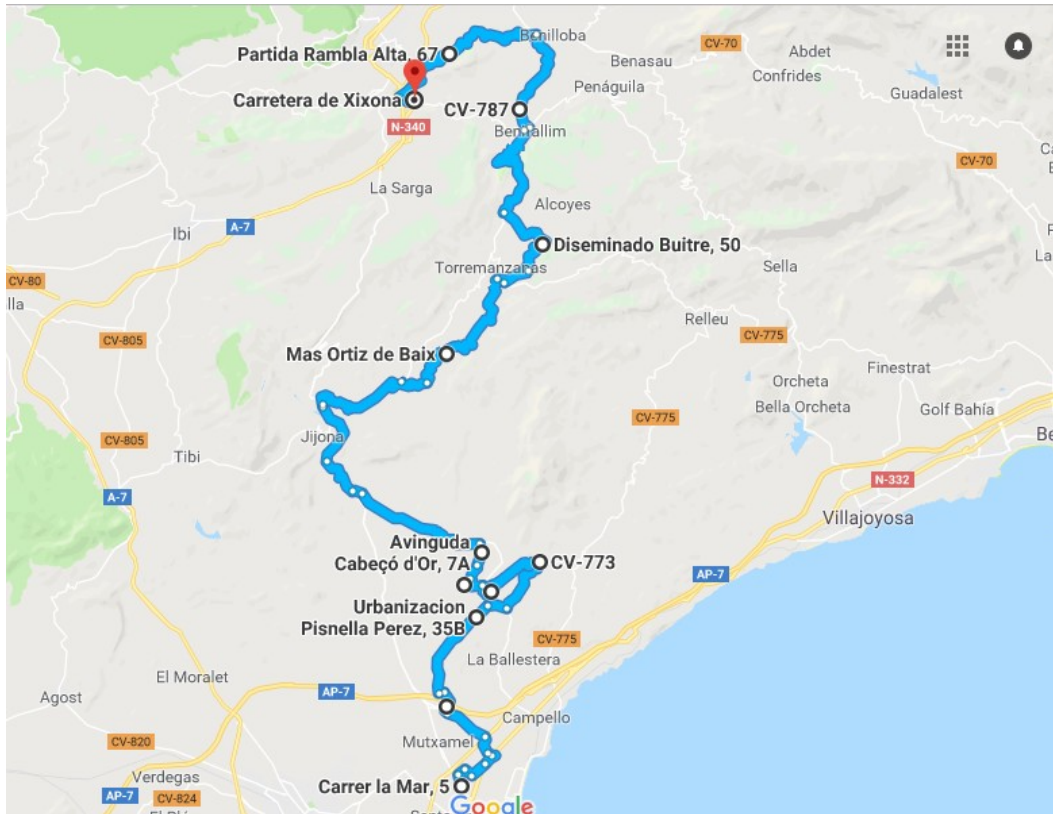 Benilloba
Partida Rambla Alta, 67
Benasau
CV-70
Abdet
Confrides
Carretera de Xixona
Penáguila
Guadalest
CV-787
N-340
CV-70
La Sarga
Alcoyes
A-7
Ibi
Diseminado Buitre, 50
Torremanzanas
Sella
CV-80
lla
Relleu
CV-805
CV-775
Mas Ortiz de Baix
Finestrat
Orcheta
CV-775
Bella Orcheta
Golf Bahía
CV-805
Jijona
Be
Tibi
N-332
A-7
Villajoyosa
Avinguda
Cabeçó d'Or, 7A
CV-773
AP-7
Urbanizacion
Pisnella Perez, 35B
CV-775
La Ballestera
El Moralet
AP-7
Agost
Campello
CV-820
Mutxamel
Verdegas
Carrer la Mar, 5
AP-7
CV-824
Google